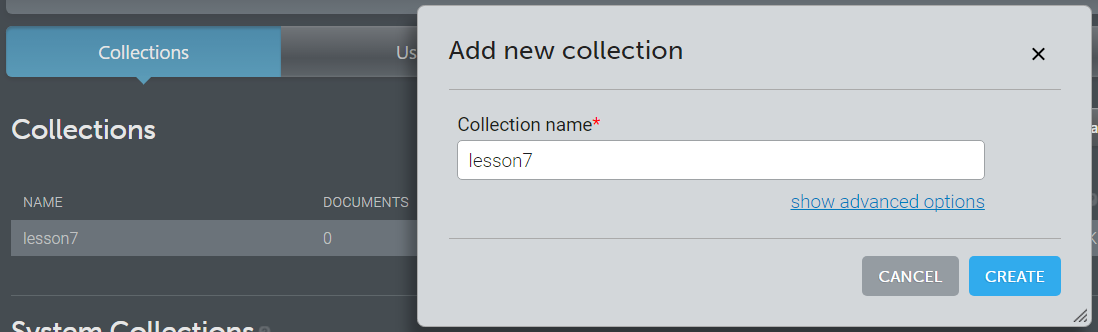 Add new collection
Collections
Us
Collections
Collection name*
lesson7
show advanced options
NAME DOCUMENTS
lesson7 0
CANCEL CREATE
System Collections